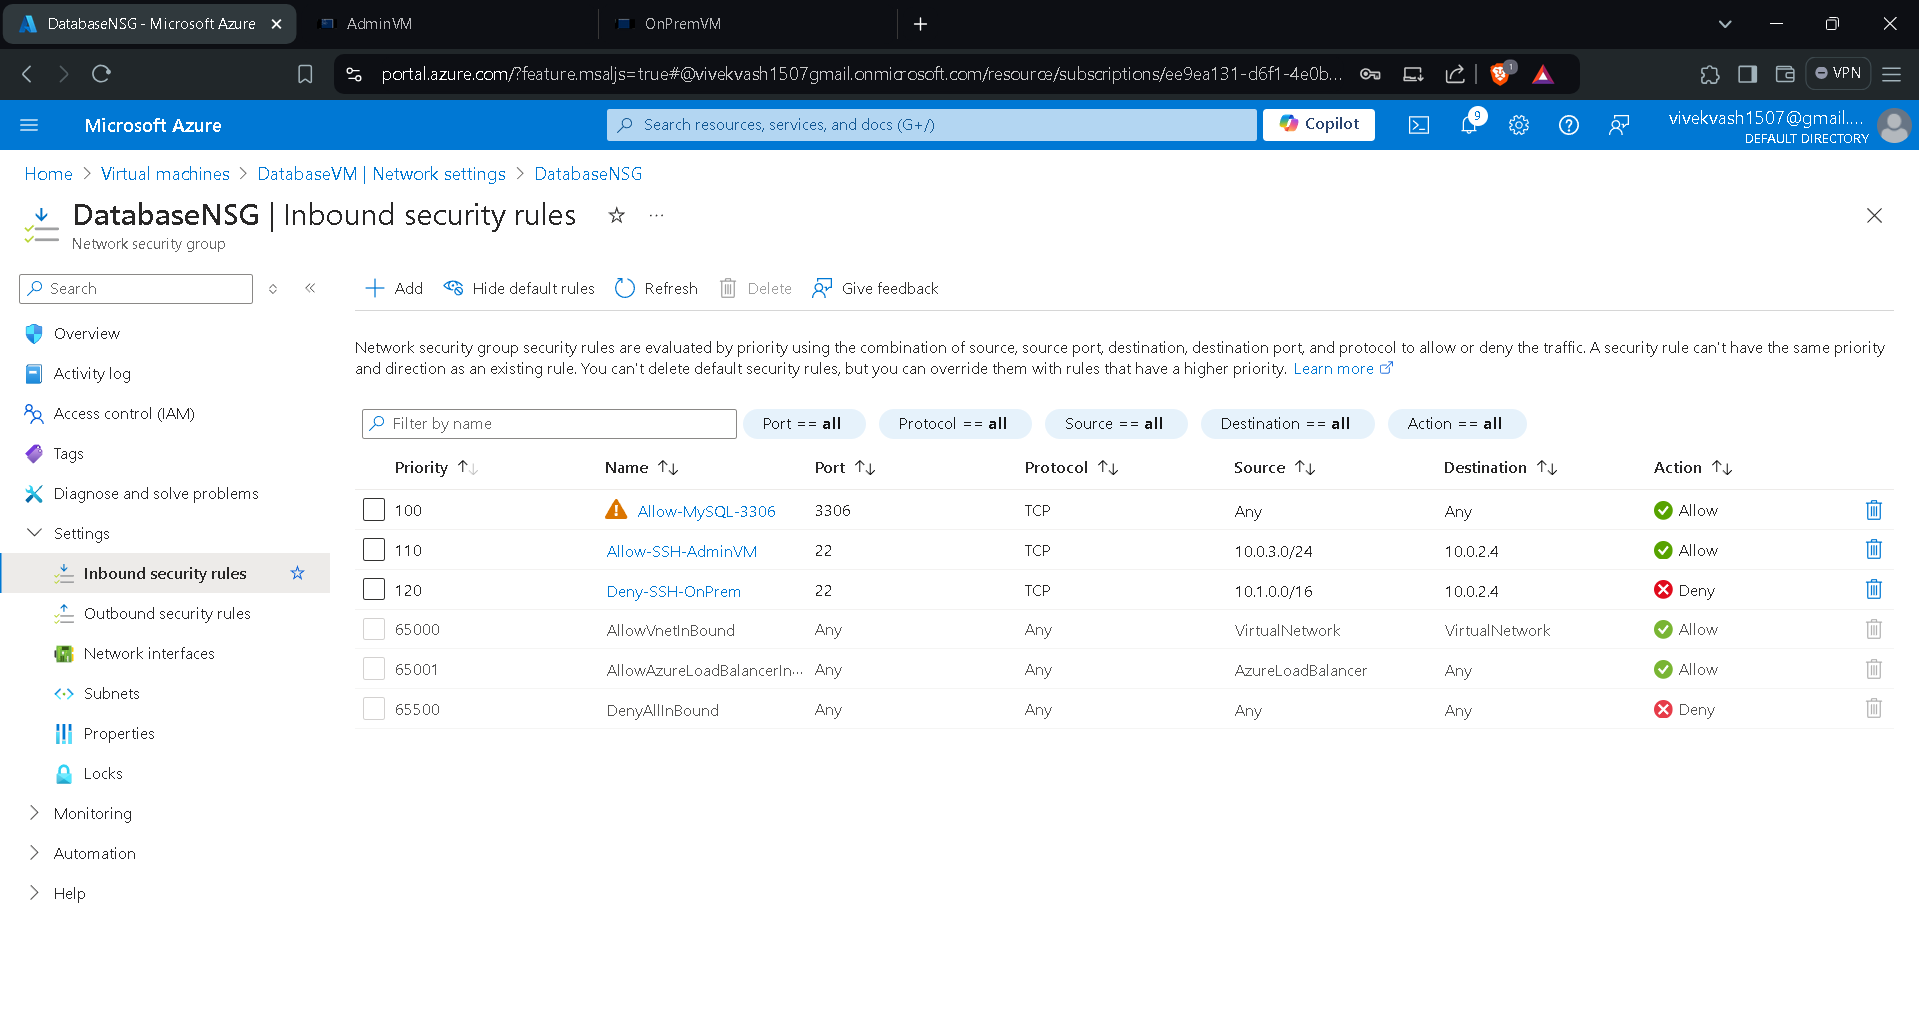 DatabaseNSG - Microsoft Azure
AdminVM
OnPremVM
portal.azure.com/?feature.msaljs=true#@vivekvash1507gmail.onmicrosoft.com/resource/subscriptions/ee9ea131-d6f1-4e0b...
1
VPN
Microsoft Azure
Search resources, services, and docs (G+/)
Copilot
9
vivekvash1507@gmail....
DEFAULT DIRECTORY
Home > Virtual machines > DatabaseVM | Network settings > DatabaseNSG
DatabaseNSG | Inbound security rules
Network security group
Search
Add
Hide default rules
Refresh
Delete
Give feedback
Overview
Activity log
Access control (IAM)
Tags
Diagnose and solve problems
Settings
Inbound security rules
Outbound security rules
Network interfaces
Subnets
Properties
Locks
Monitoring
Automation
Help
Network security group security rules are evaluated by priority using the combination of source, source port, destination, destination port, and protocol to allow or deny the traffic. A security rule can't have the same priority
and direction as an existing rule. You can't delete default security rules, but you can override them with rules that have a higher priority. Learn more
Filter by name
Port == all
Protocol == all
Source == all
Destination == all
Action == all
Priority Name Port Protocol Source Destination Action
100 Allow-MySQL-3306 3306 TCP Any Any Allow
110 Allow-SSH-AdminVM 22 TCP 10.0.3.0/24 10.0.2.4 Allow
120 Deny-SSH-OnPrem 22 TCP 10.1.0.0/16 10.0.2.4 Deny
65000 AllowVnetInBound Any Any VirtualNetwork VirtualNetwork Allow
65001 AllowAzureLoadBalancerIn... Any Any AzureLoadBalancer Any Allow
65500 DenyAllInBound Any Any Any Any Deny